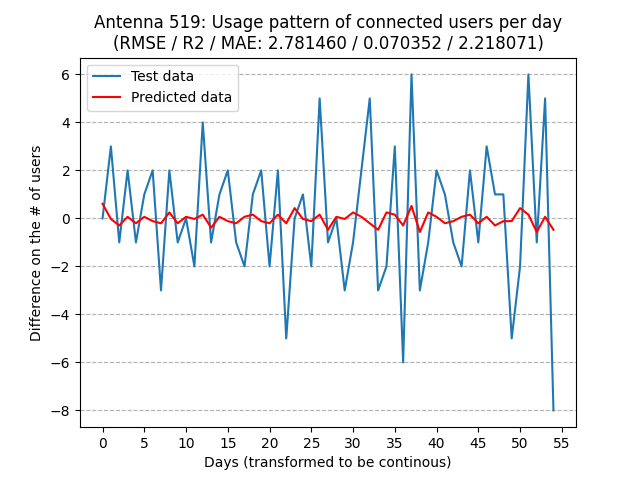 Antenna 519: Usage pattern of connected users per day
(RMSE / R2 / MAE: 2.781460 / 0.070352 / 2.218071)
Test data
Predicted data
Difference on the # of users
6
4
2
0
−2
−4
−6
−8
0 5 10 15 20 25 30 35 40 45 50 55
Days (transformed to be continous)